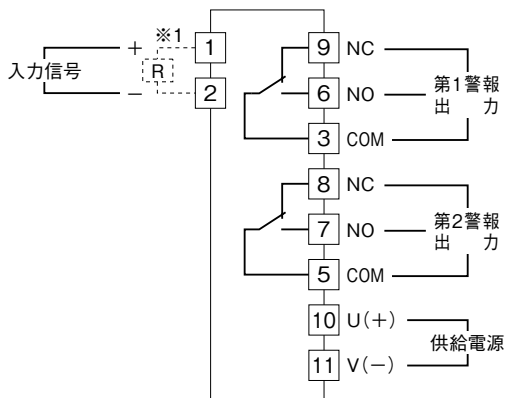 ※1
入力信号
+
−
R
1
2
9 NC
6 NO
3 COM
第1警報
出 力
8 NC
7 NO
5 COM
第2警報
出 力
10 U(+)
11 V(−)
供給電源